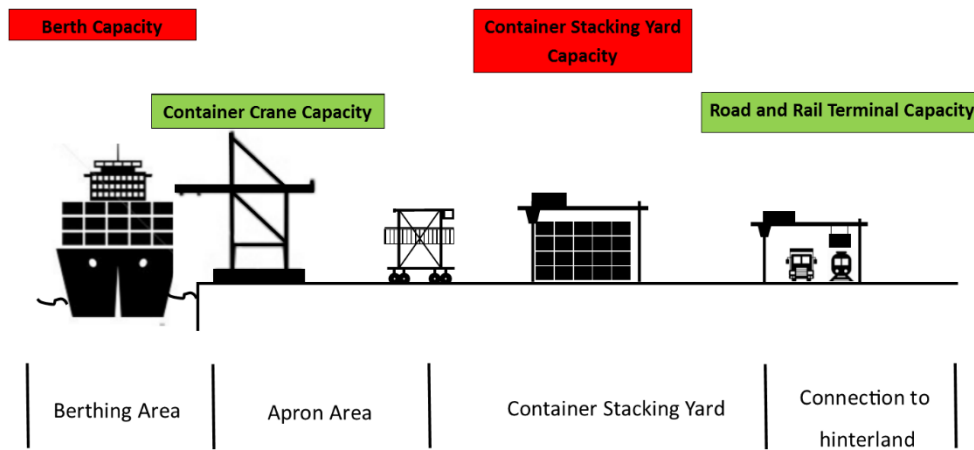 Berth Capacity
Container Stacking Yard
Capacity
Container Crane Capacity
Road and Rail Terminal Capacity
Berthing Area
Apron Area
Container Stacking Yard
Connection to
hinterland